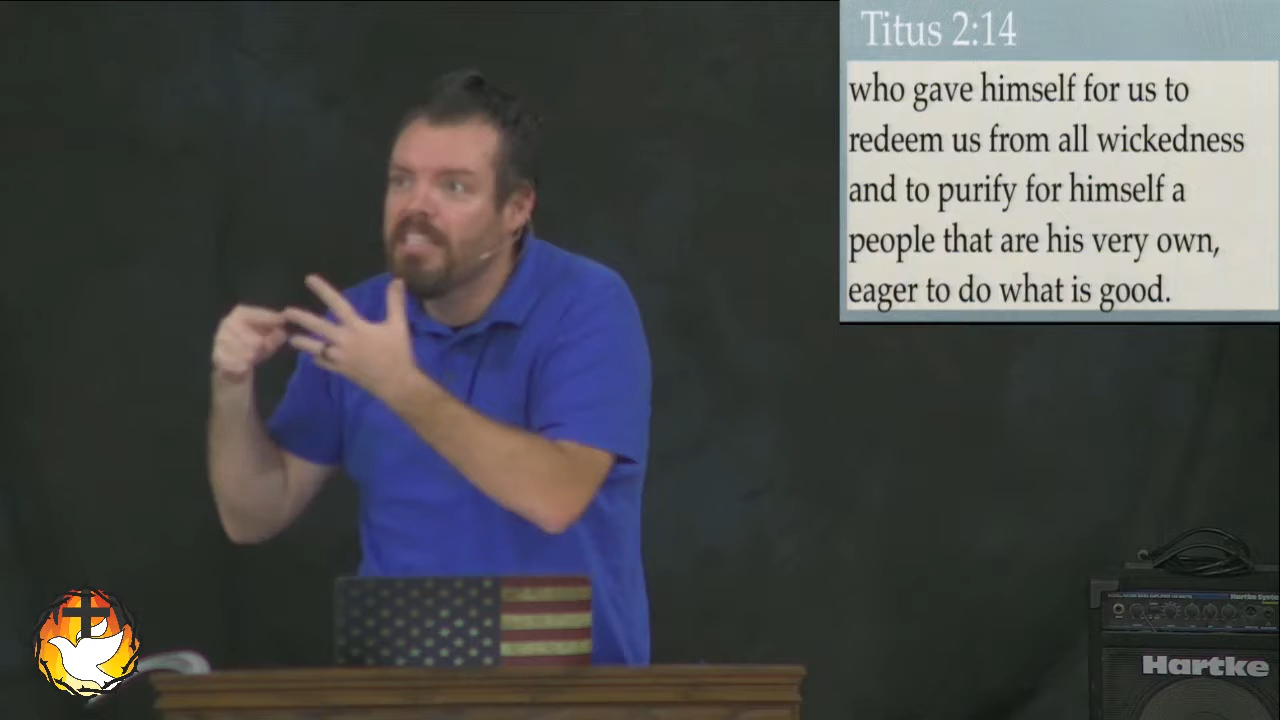 Titus 2:14
who gave himself for us to
redeem us from all wickedness
and to purify for himself a
people that are his very own,
eager to do what is good.
Hartke